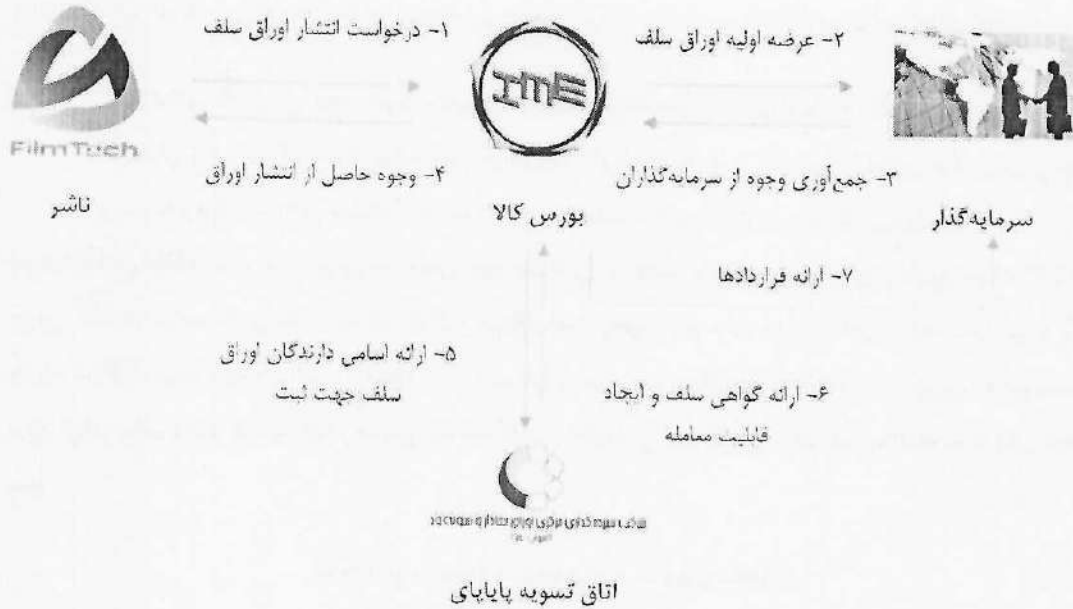 ۱- درخواست انتشار اوراق سلف
۲- عرضه اولیه اوراق سلف
IME
FilmTech
۴- وجوه حاصل از انتشار اوراق
۳- جمع‌آوری وجوه از سرمایه‌گذاران
ناشر
بورس کالا
سرمایه‌گذار
۷- ارائه قراردادها
۵- ارائه اسامی دارندگان اوراق
سلف جهت ثبت
۶- ارائه گواهی سلف و ایجاد
قابلیت معامله
اتاق تسویه پایاپای